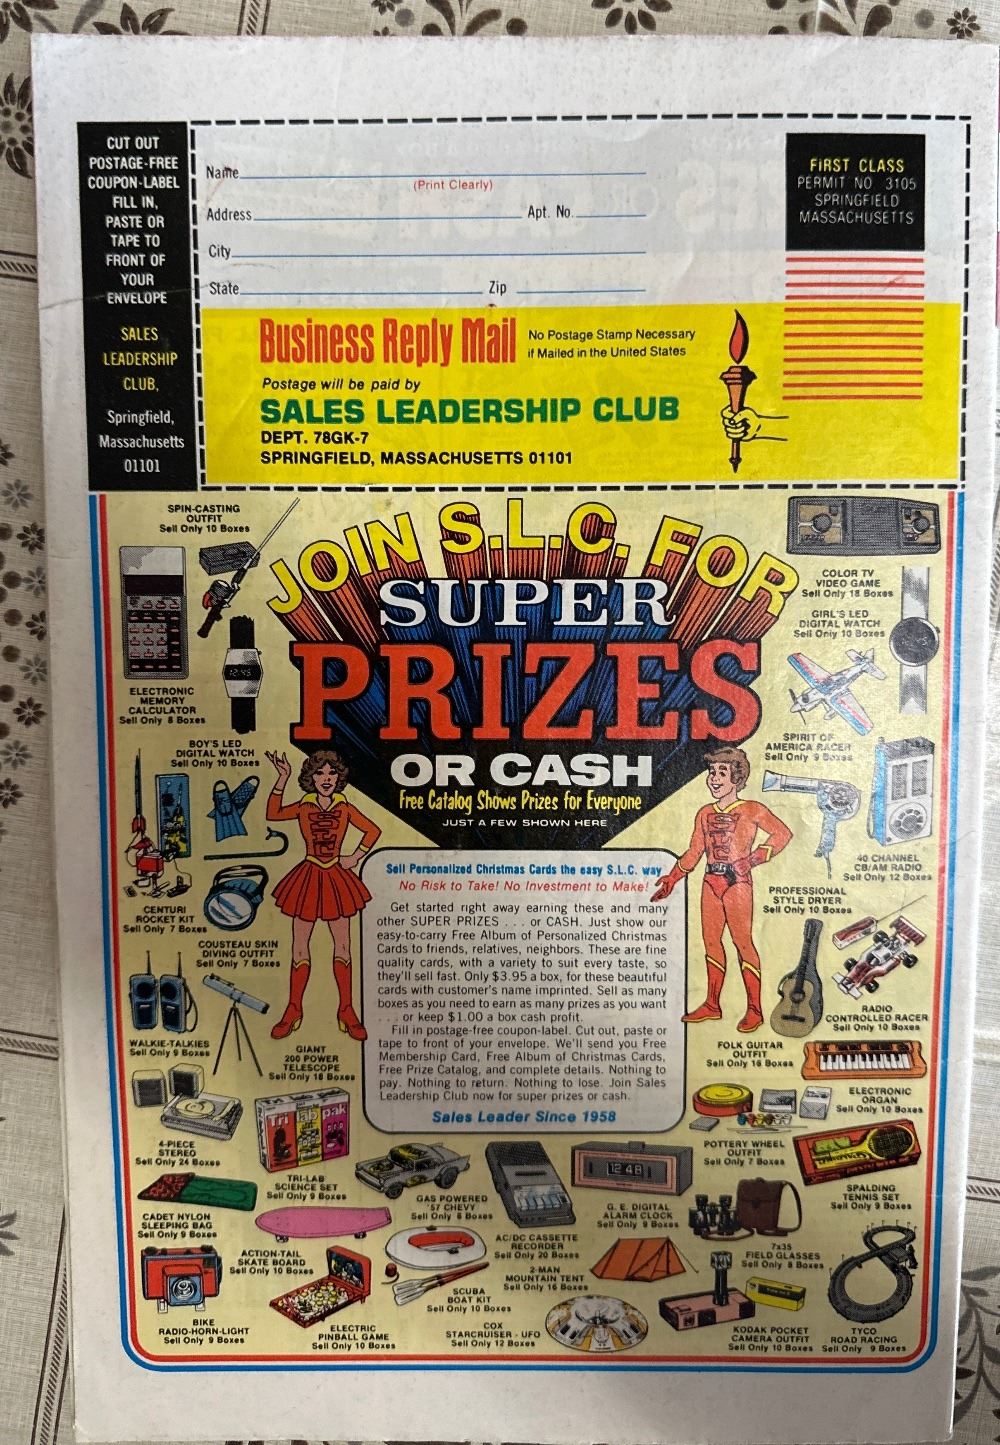 CUT OUT
POSTAGE-FREE
COUPON-LABEL
FILL IN,
PASTE OR
TAPE TO
FRONT OF
YOUR
ENVELOPE
SALES
LEADERSHIP
CLUB,
Springfield,
Massachusetts
01101
Name
(Print Clearly)
Address Apt. No.
City
State Zip
FIRST CLASS
PERMIT NO 3105
SPRINGFIELD
MASSACHUSETTS
Business Reply Mail
No Postage Stamp Necessary
if Mailed in the United States
Postage will be paid by
SALES LEADERSHIP CLUB
DEPT. 78GK-7
SPRINGFIELD, MASSACHUSETTS 01101
JOIN S.L.C. FOR
SUPER
PRIZES
OR CASH
Free Catalog Shows Prizes for Everyone
JUST A FEW SHOWN HERE
SPIN-CASTING
OUTFIT
Sell Only 10 Boxes
ELECTRONIC
MEMORY
CALCULATOR
Sell Only 8 Boxes
12:45
BOY'S LED
DIGITAL WATCH
Sell Only 10 Boxes
CENTURI
ROCKET KIT
Sell Only 7 Boxes
COUSTEAU SKIN
DIVING OUTFIT
Sell Only 7 Boxes
WALKIE-TALKIES
Sell Only 9 Boxes
GIANT
200 POWER
TELESCOPE
Sell Only 18 Boxes
4-PIECE
STEREO
Sell Only 24 Boxes
Tri lab pak
TRI-LAB
SCIENCE SET
Sell Only 9 Boxes
COLOR TV
VIDEO GAME
Sell Only 18 Boxes
GIRL'S LED
DIGITAL WATCH
Sell Only 10 Boxes
SPIRIT OF
AMERICA RACER
Sell Only 9 Boxes
40 CHANNEL
CB/AM RADIO
Sell Only 12 Boxes
PROFESSIONAL
STYLE DRYER
Sell Only 10 Boxes
RADIO
CONTROLLED RACER
Sell Only 10 Boxes
FOLK GUITAR
OUTFIT
Sell Only 16 Boxes
ELECTRONIC
ORGAN
Sell Only 10 Boxes
POTTERY WHEEL
OUTFIT
Sell Only 7 Boxes
SPALDING
TENNIS SET
Sell Only 9 Boxes
Sell Personalized Christmas Cards the easy S.L.C. way
No Risk to Take! No Investment to Make!
Get started right away earning these and many
other SUPER PRIZES . . . or CASH. Just show our
easy-to-carry Free Album of Personalized Christmas
Cards to friends, relatives, neighbors. These are fine
quality cards, with a variety to suit every taste, so
they'll sell fast. Only $3.95 a box, for these beautiful
cards with customer's name imprinted. Sell as many
boxes as you need to earn as many prizes as you want
. . . or keep $1.00 a box cash profit.
Fill in postage-free coupon-label. Cut out, paste or
tape to front of your envelope. We'll send you Free
Membership Card, Free Album of Christmas Cards,
Free Prize Catalog, and complete details. Nothing to
pay. Nothing to return. Nothing to lose. Join Sales
Leadership Club now for super prizes or cash.
Sales Leader Since 1958
CADET NYLON
SLEEPING BAG
Sell Only 9 Boxes
ACTION-TAIL
SKATE BOARD
Sell Only 10 Boxes
GAS POWERED
'57 CHEVY
Sell Only 8 Boxes
AC/DC CASSETTE
RECORDER
Sell Only 20 Boxes
12 48
G. E. DIGITAL
ALARM CLOCK
Sell Only 9 Boxes
7x35
FIELD GLASSES
Sell Only 8 Boxes
BIKE
RADIO-HORN-LIGHT
Sell Only 9 Boxes
ELECTRIC
PINBALL GAME
Sell Only 10 Boxes
SCUBA
BOAT KIT
Sell Only 10 Boxes
2-MAN
MOUNTAIN TENT
Sell Only 16 Boxes
COX
STARCRUISER - UFO
Sell Only 12 Boxes
KODAK POCKET
CAMERA OUTFIT
Sell Only 10 Boxes
TYCO
ROAD RACING
Sell Only 9 Boxes